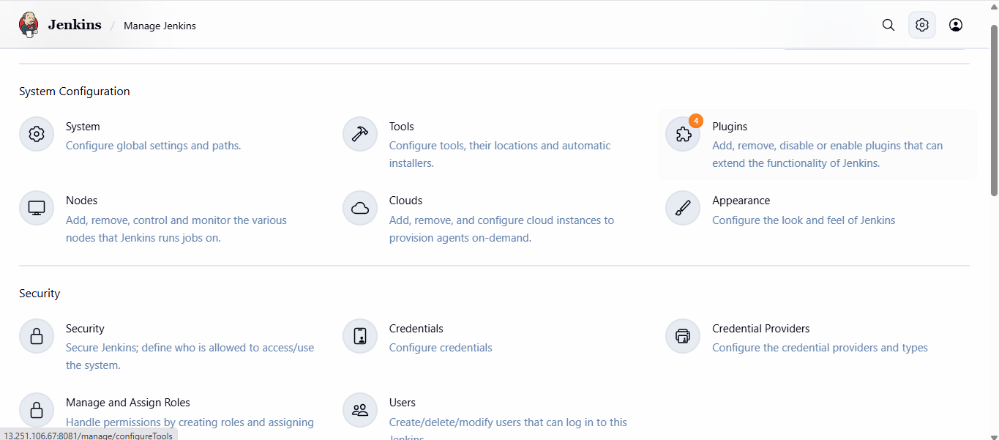 Jenkins / Manage Jenkins
System Configuration
System
Configure global settings and paths.
Tools
Configure tools, their locations and automatic
installers.
4
Plugins
Add, remove, disable or enable plugins that can
extend the functionality of Jenkins.
Nodes
Add, remove, control and monitor the various
nodes that Jenkins runs jobs on.
Clouds
Add, remove, and configure cloud instances to
provision agents on-demand.
Appearance
Configure the look and feel of Jenkins
Security
Security
Secure Jenkins; define who is allowed to access/use
the system.
Credentials
Configure credentials
Credential Providers
Configure the credential providers and types
Manage and Assign Roles
Handle permissions by creating roles and assigning
Users
Create/delete/modify users that can log in to this
Jenkins
13.251.106.67:8081/manage/configureTools